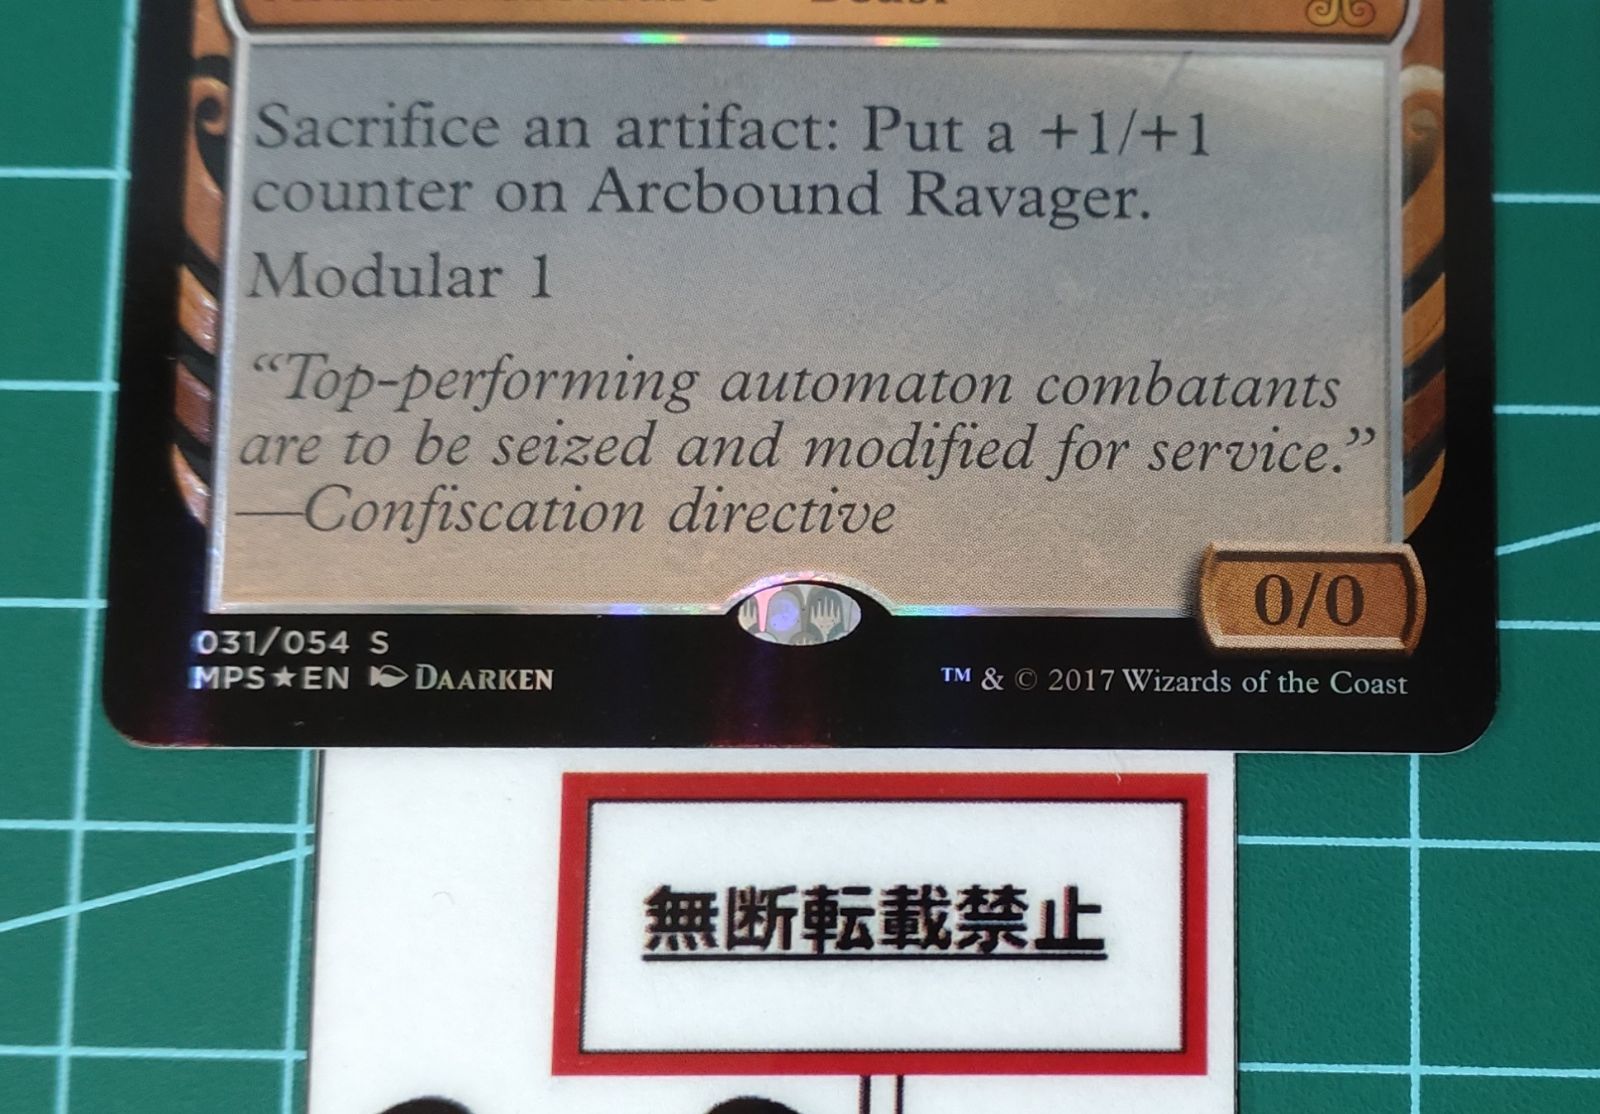 Sacrifice an artifact: Put a +1/+1
counter on Arcbound Ravager.
Modular 1
“Top-performing automaton combatants
are to be seized and modified for service.”
—Confiscation directive
0/0
031/054 S
MPS★EN DAARKEN
™ & © 2017 Wizards of the Coast
無断転載禁止